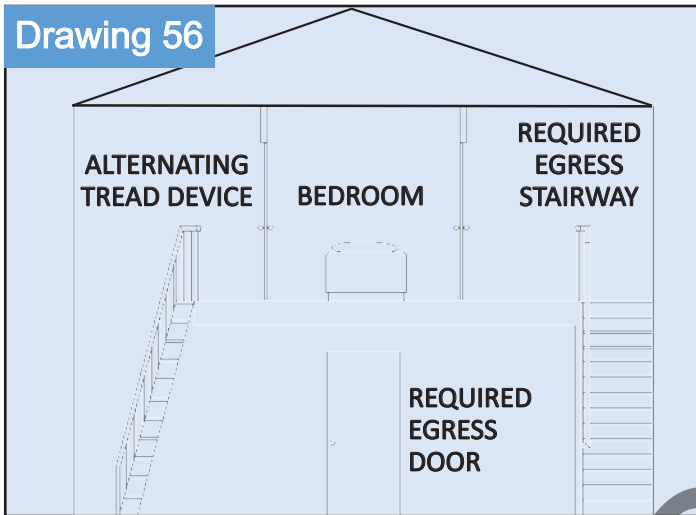 Drawing 56
ALTERNATING
TREAD DEVICE
BEDROOM
REQUIRED
EGRESS
STAIRWAY
REQUIRED
EGRESS
DOOR